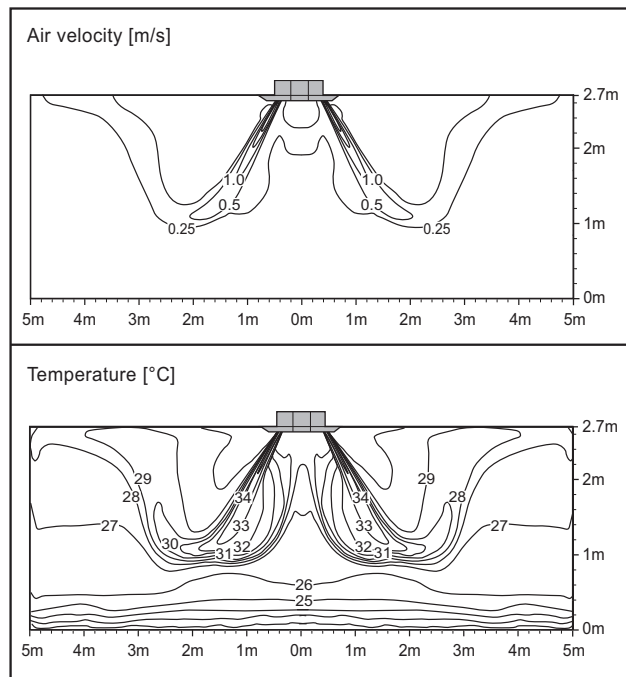 Air velocity [m/s]
2.7m
2m
1.0 1.0
0.5 0.5
0.25 0.25 1m
0m
5m 4m 3m 2m 1m 0m 1m 2m 3m 4m 5m
Temperature [°C]
2.7m
29 29 2m
28 34 34 28
27 33 33 27
30 32 32
31 31 1m
26
25
0m
5m 4m 3m 2m 1m 0m 1m 2m 3m 4m 5m